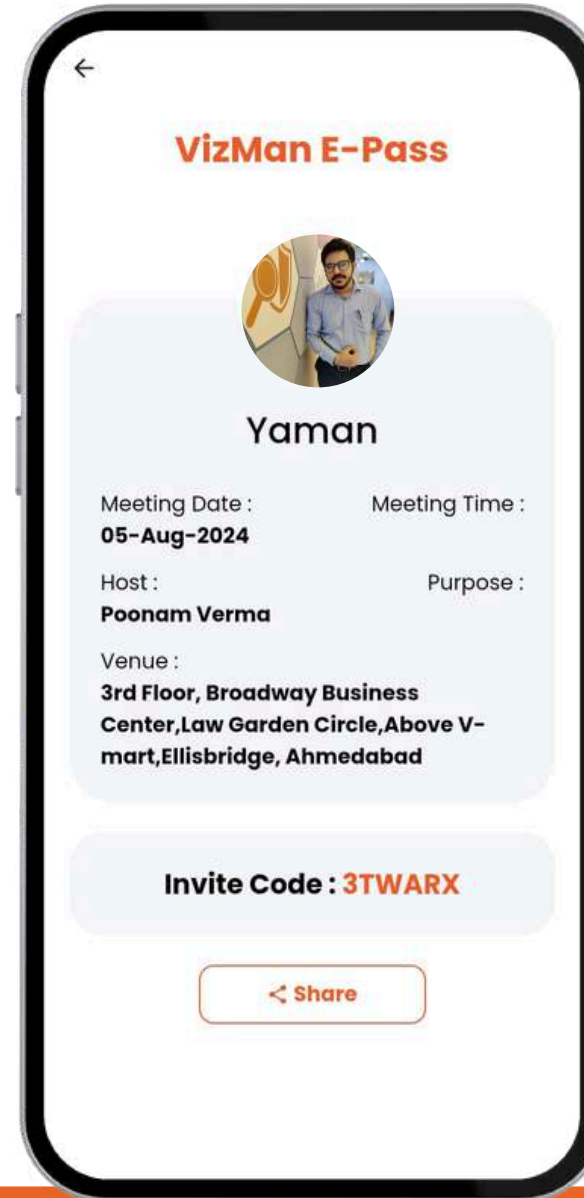 VizMan E-Pass
Yaman
Meeting Date :
Meeting Time :
05-Aug-2024
Host :
Purpose :
Poonam Verma
Venue :
3rd Floor, Broadway Business
Center,Law Garden Circle,Above V-
mart,Ellisbridge, Ahmedabad
Invite Code : 3TWARX
Share